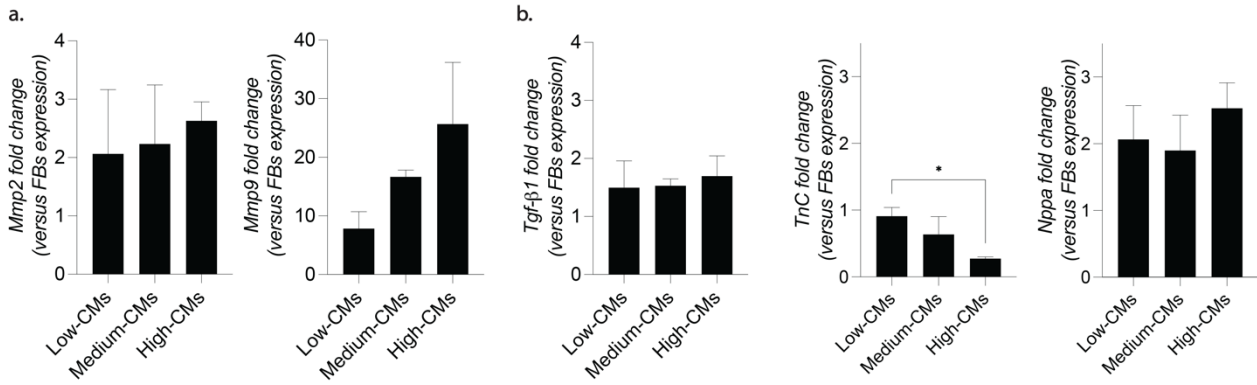 a.
Mmp2 fold change
(versus FBs expression)
4
3
2
1
0
Low-CMs
Medium-CMs
High-CMs
Mmp9 fold change
(versus FBs expression)
40
30
20
10
0
Low-CMs
Medium-CMs
High-CMs
b.
Tgf-β1 fold change
(versus FBs expression)
4
3
2
1
0
Low-CMs
Medium-CMs
High-CMs
TnC fold change
(versus FBs expression)
3
2
1
0
*
Low-CMs
Medium-CMs
High-CMs
Nppa fold change
(versus FBs expression)
3
2
1
0
Low-CMs
Medium-CMs
High-CMs